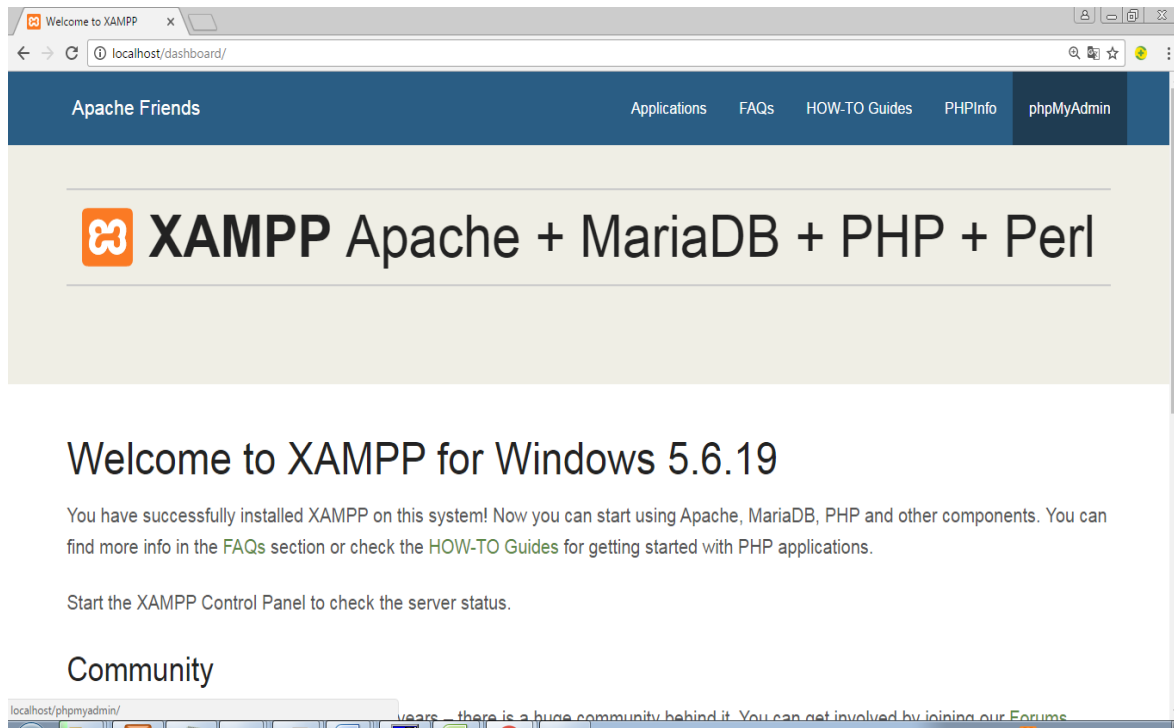 Welcome to XAMPP
localhost/dashboard/
Apache Friends
Applications FAQs HOW-TO Guides PHPInfo phpMyAdmin
XAMPP Apache + MariaDB + PHP + Perl
Welcome to XAMPP for Windows 5.6.19
You have successfully installed XAMPP on this system! Now you can start using Apache, MariaDB, PHP and other components. You can
find more info in the FAQs section or check the HOW-TO Guides for getting started with PHP applications.
Start the XAMPP Control Panel to check the server status.
Community
localhost/phpmyadmin/
years – there is a huge community behind it. You can get involved by joining our Forums